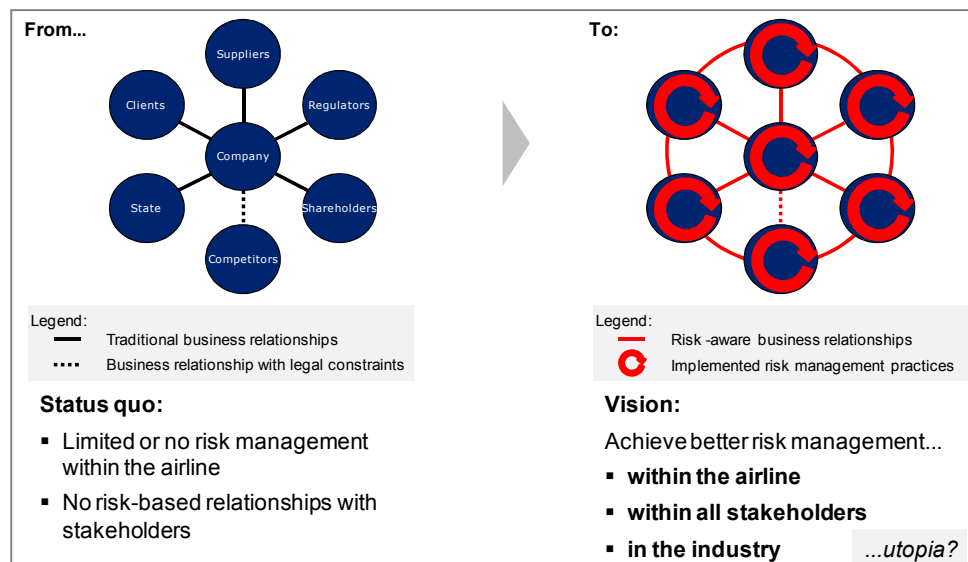 From...
Suppliers
Clients
Regulators
Company
State
Shareholders
Competitors
Legend:
Traditional business relationships
Business relationship with legal constraints
Status quo:
▪ Limited or no risk management
within the airline
▪ No risk-based relationships with
stakeholders
To:
Legend:
Risk -aware business relationships
Implemented risk management practices
Vision:
Achieve better risk management...
▪ within the airline
▪ within all stakeholders
▪ in the industry
...utopia?